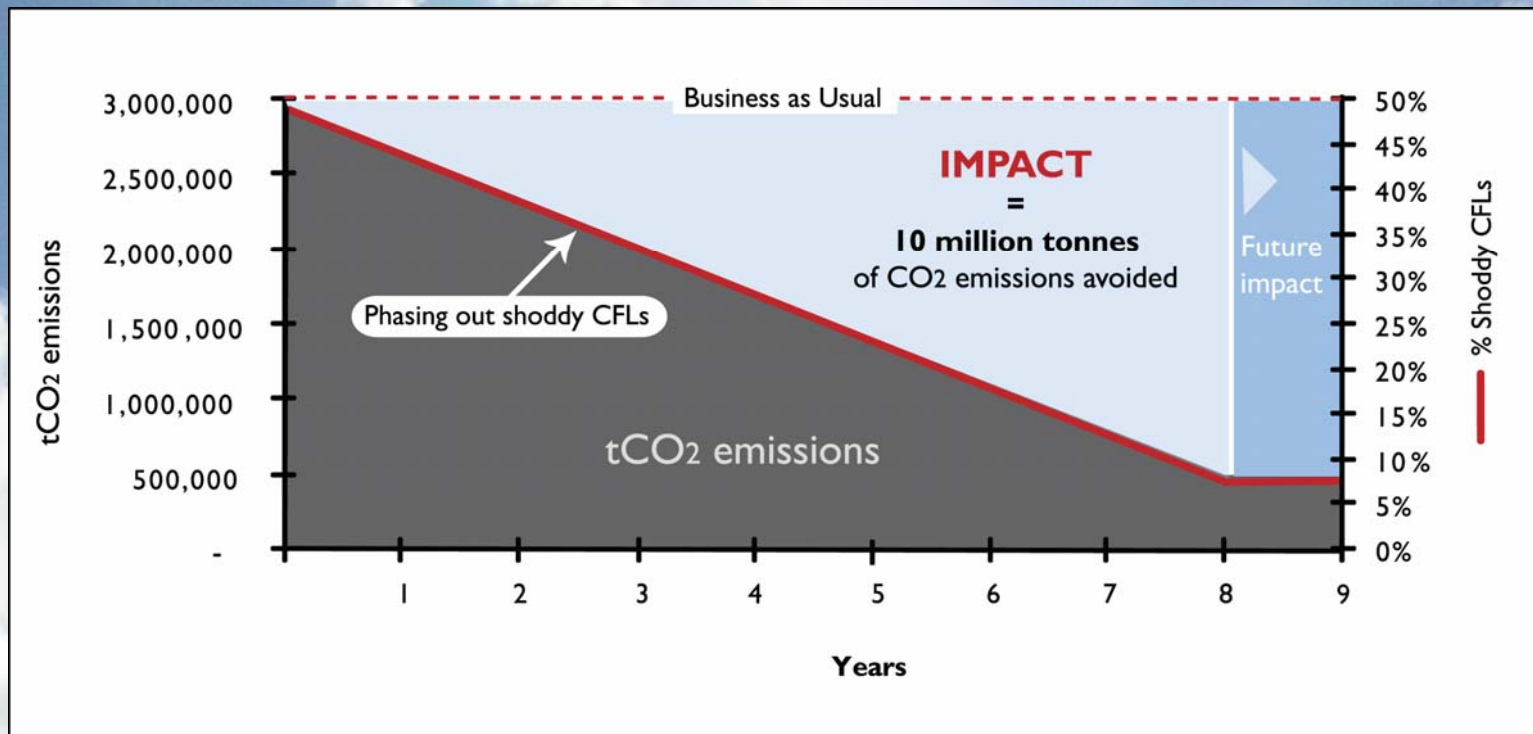 Business as Usual
3,000,000
2,500,000
2,000,000
1,500,000
1,000,000
500,000
-
tCO2 emissions
50%
45%
40%
35%
30%
25%
20%
15%
10%
5%
0%
% Shoddy CFLs
IMPACT
=
10 million tonnes
of CO2 emissions avoided
Future
impact
Phasing out shoddy CFLs
tCO2 emissions
1 2 3 4 5 6 7 8 9
Years